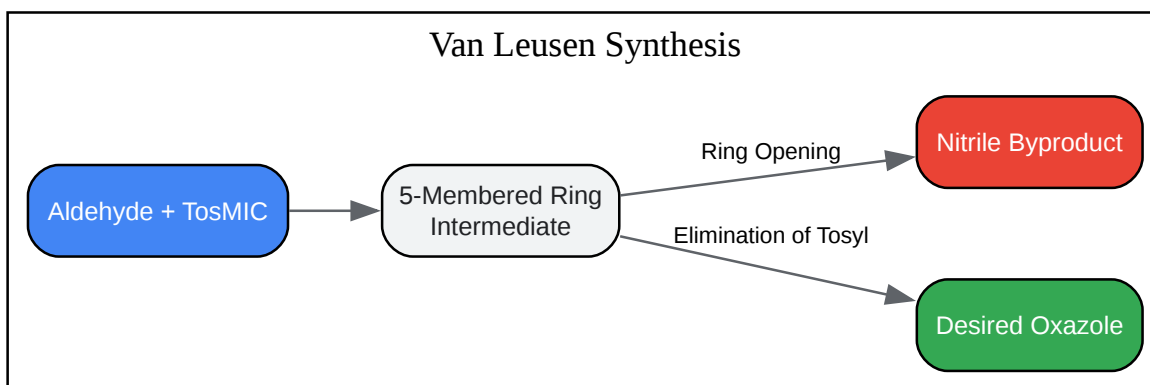 Van Leusen Synthesis
Aldehyde + TosMIC
5-Membered Ring
Intermediate
Ring Opening
Elimination of Tosyl
Nitrile Byproduct
Desired Oxazole